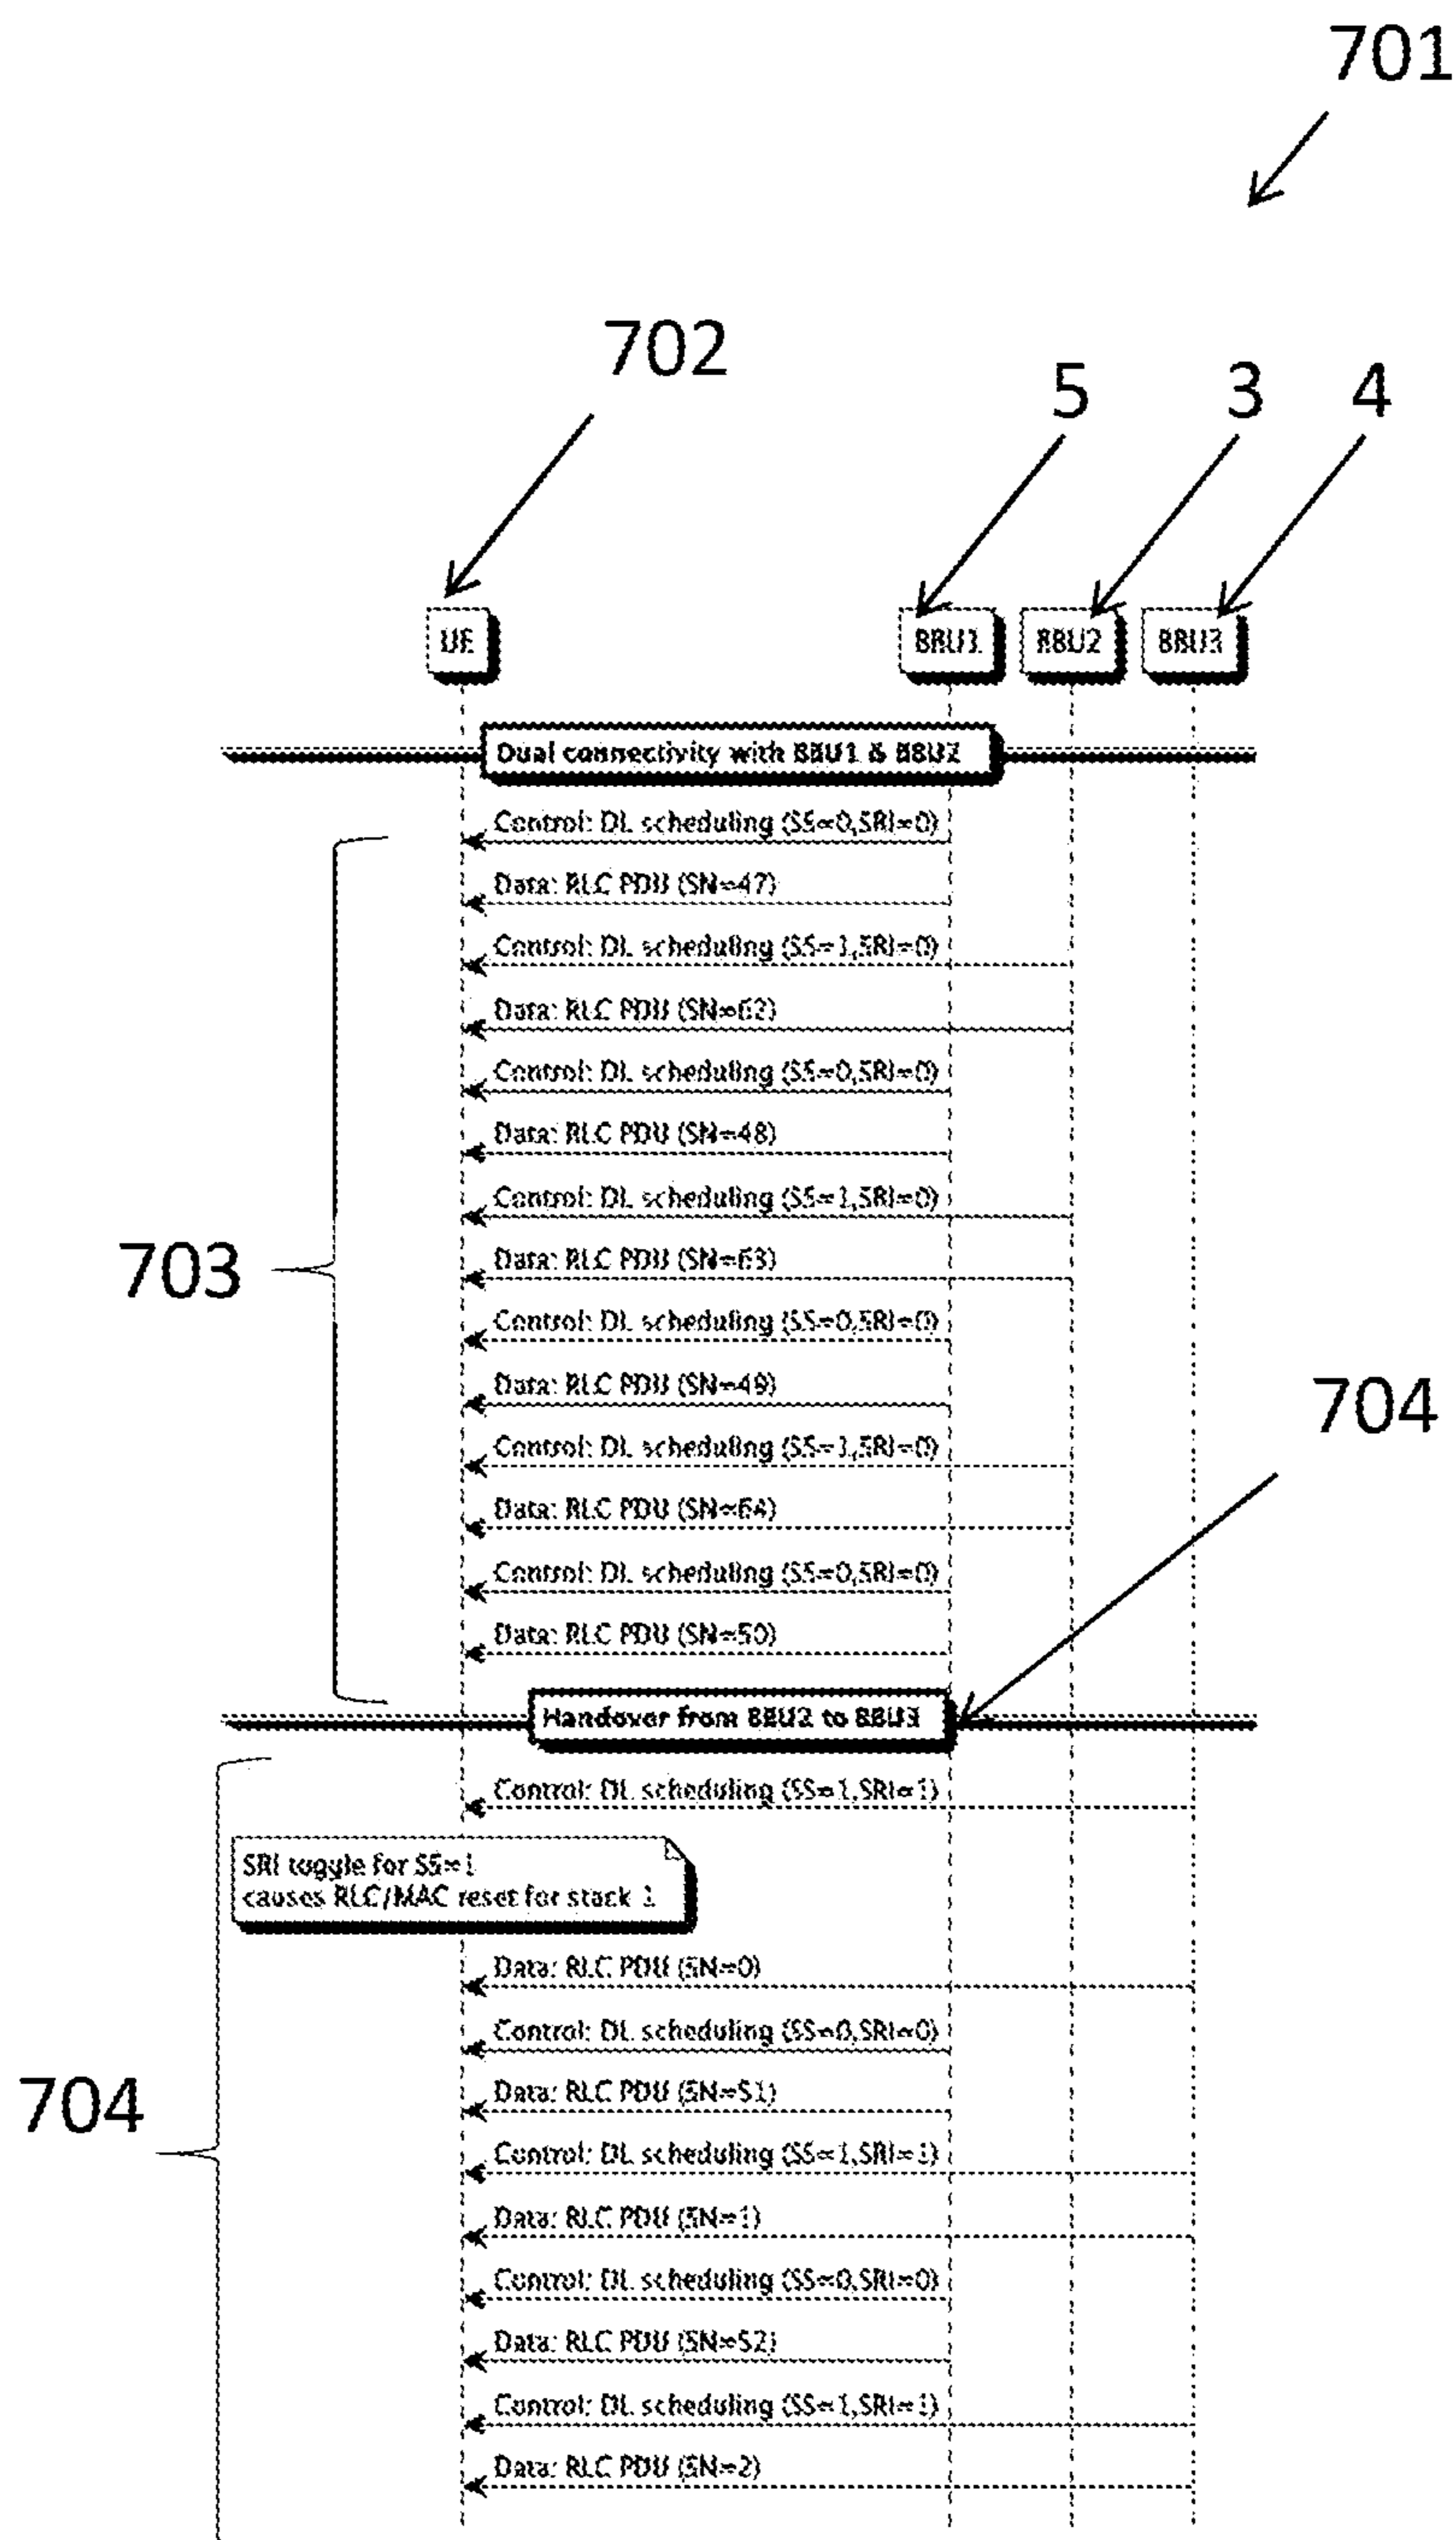 701
702
5
3
4
UE
BBU1
BBU2
BBU3
Dual connectivity with BBU1 & BBU2
Control: DL scheduling (SS=0,SRI=0)
Data: RLC PDU (SN=47)
Control: DL scheduling (SS=1,SRI=0)
Data: RLC PDU (SN=62)
Control: DL scheduling (SS=0,SRI=0)
Data: RLC PDU (SN=48)
Control: DL scheduling (SS=1,SRI=0)
703
Data: RLC PDU (SN=63)
Control: DL scheduling (SS=0,SRI=0)
Data: RLC PDU (SN=49)
704
Control: DL scheduling (SS=1,SRI=0)
Data: RLC PDU (SN=64)
Control: DL scheduling (SS=0,SRI=0)
Data: RLC PDU (SN=50)
Handover from BBU2 to BBU3
Control: DL scheduling (SS=1,SRI=1)
SRI toggle for SS=1
causes RLC/MAC reset for stack 1
Data: RLC PDU (SN=0)
Control: DL scheduling (SS=0,SRI=0)
Data: RLC PDU (SN=51)
704
Control: DL scheduling (SS=1,SRI=1)
Data: RLC PDU (SN=1)
Control: DL scheduling (SS=0,SRI=0)
Data: RLC PDU (SN=52)
Control: DL scheduling (SS=1,SRI=1)
Data: RLC PDU (SN=2)